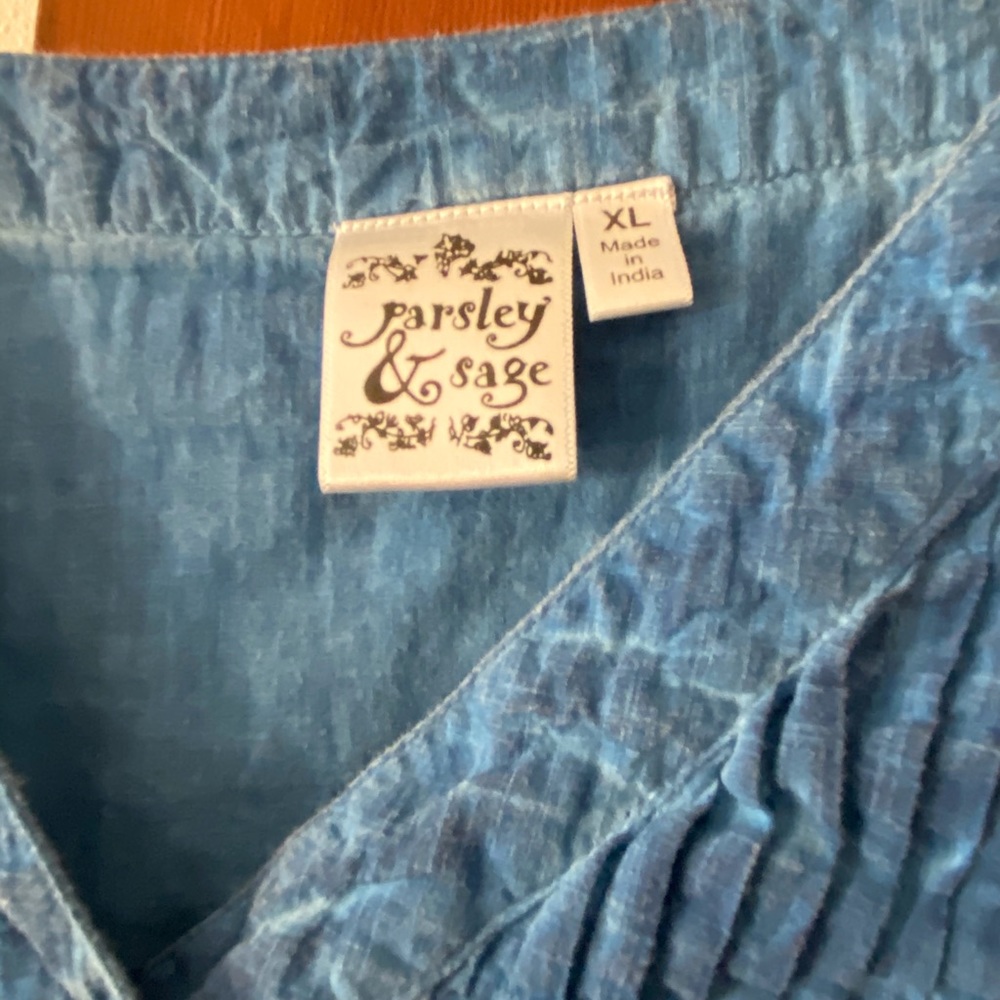 parsley
& sage
XL
Made
in
India